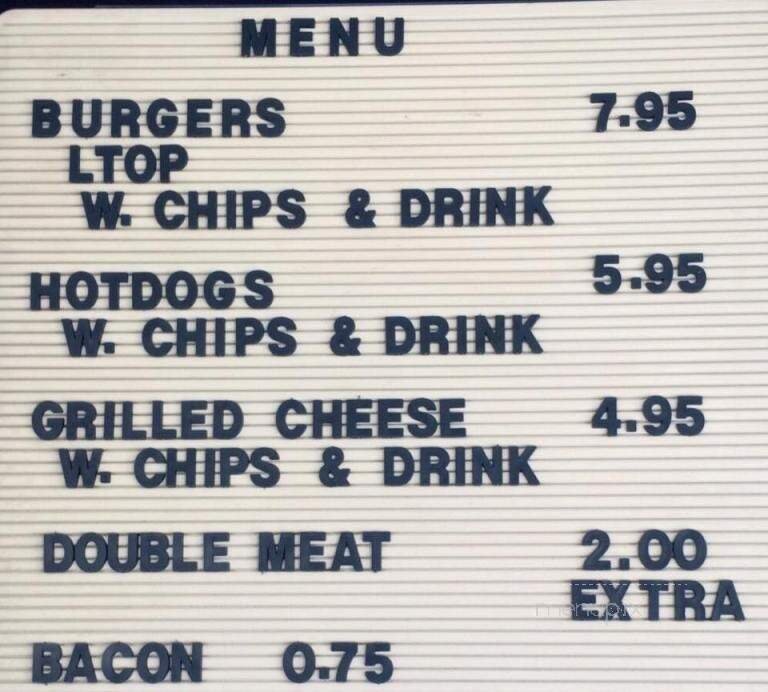 MENU
BURGERS 7.95
LTOP
W. CHIPS & DRINK
HOTDOGS 5.95
W. CHIPS & DRINK
GRILLED CHEESE 4.95
W. CHIPS & DRINK
DOUBLE MEAT 2.00
EXTRA
BACON 0.75